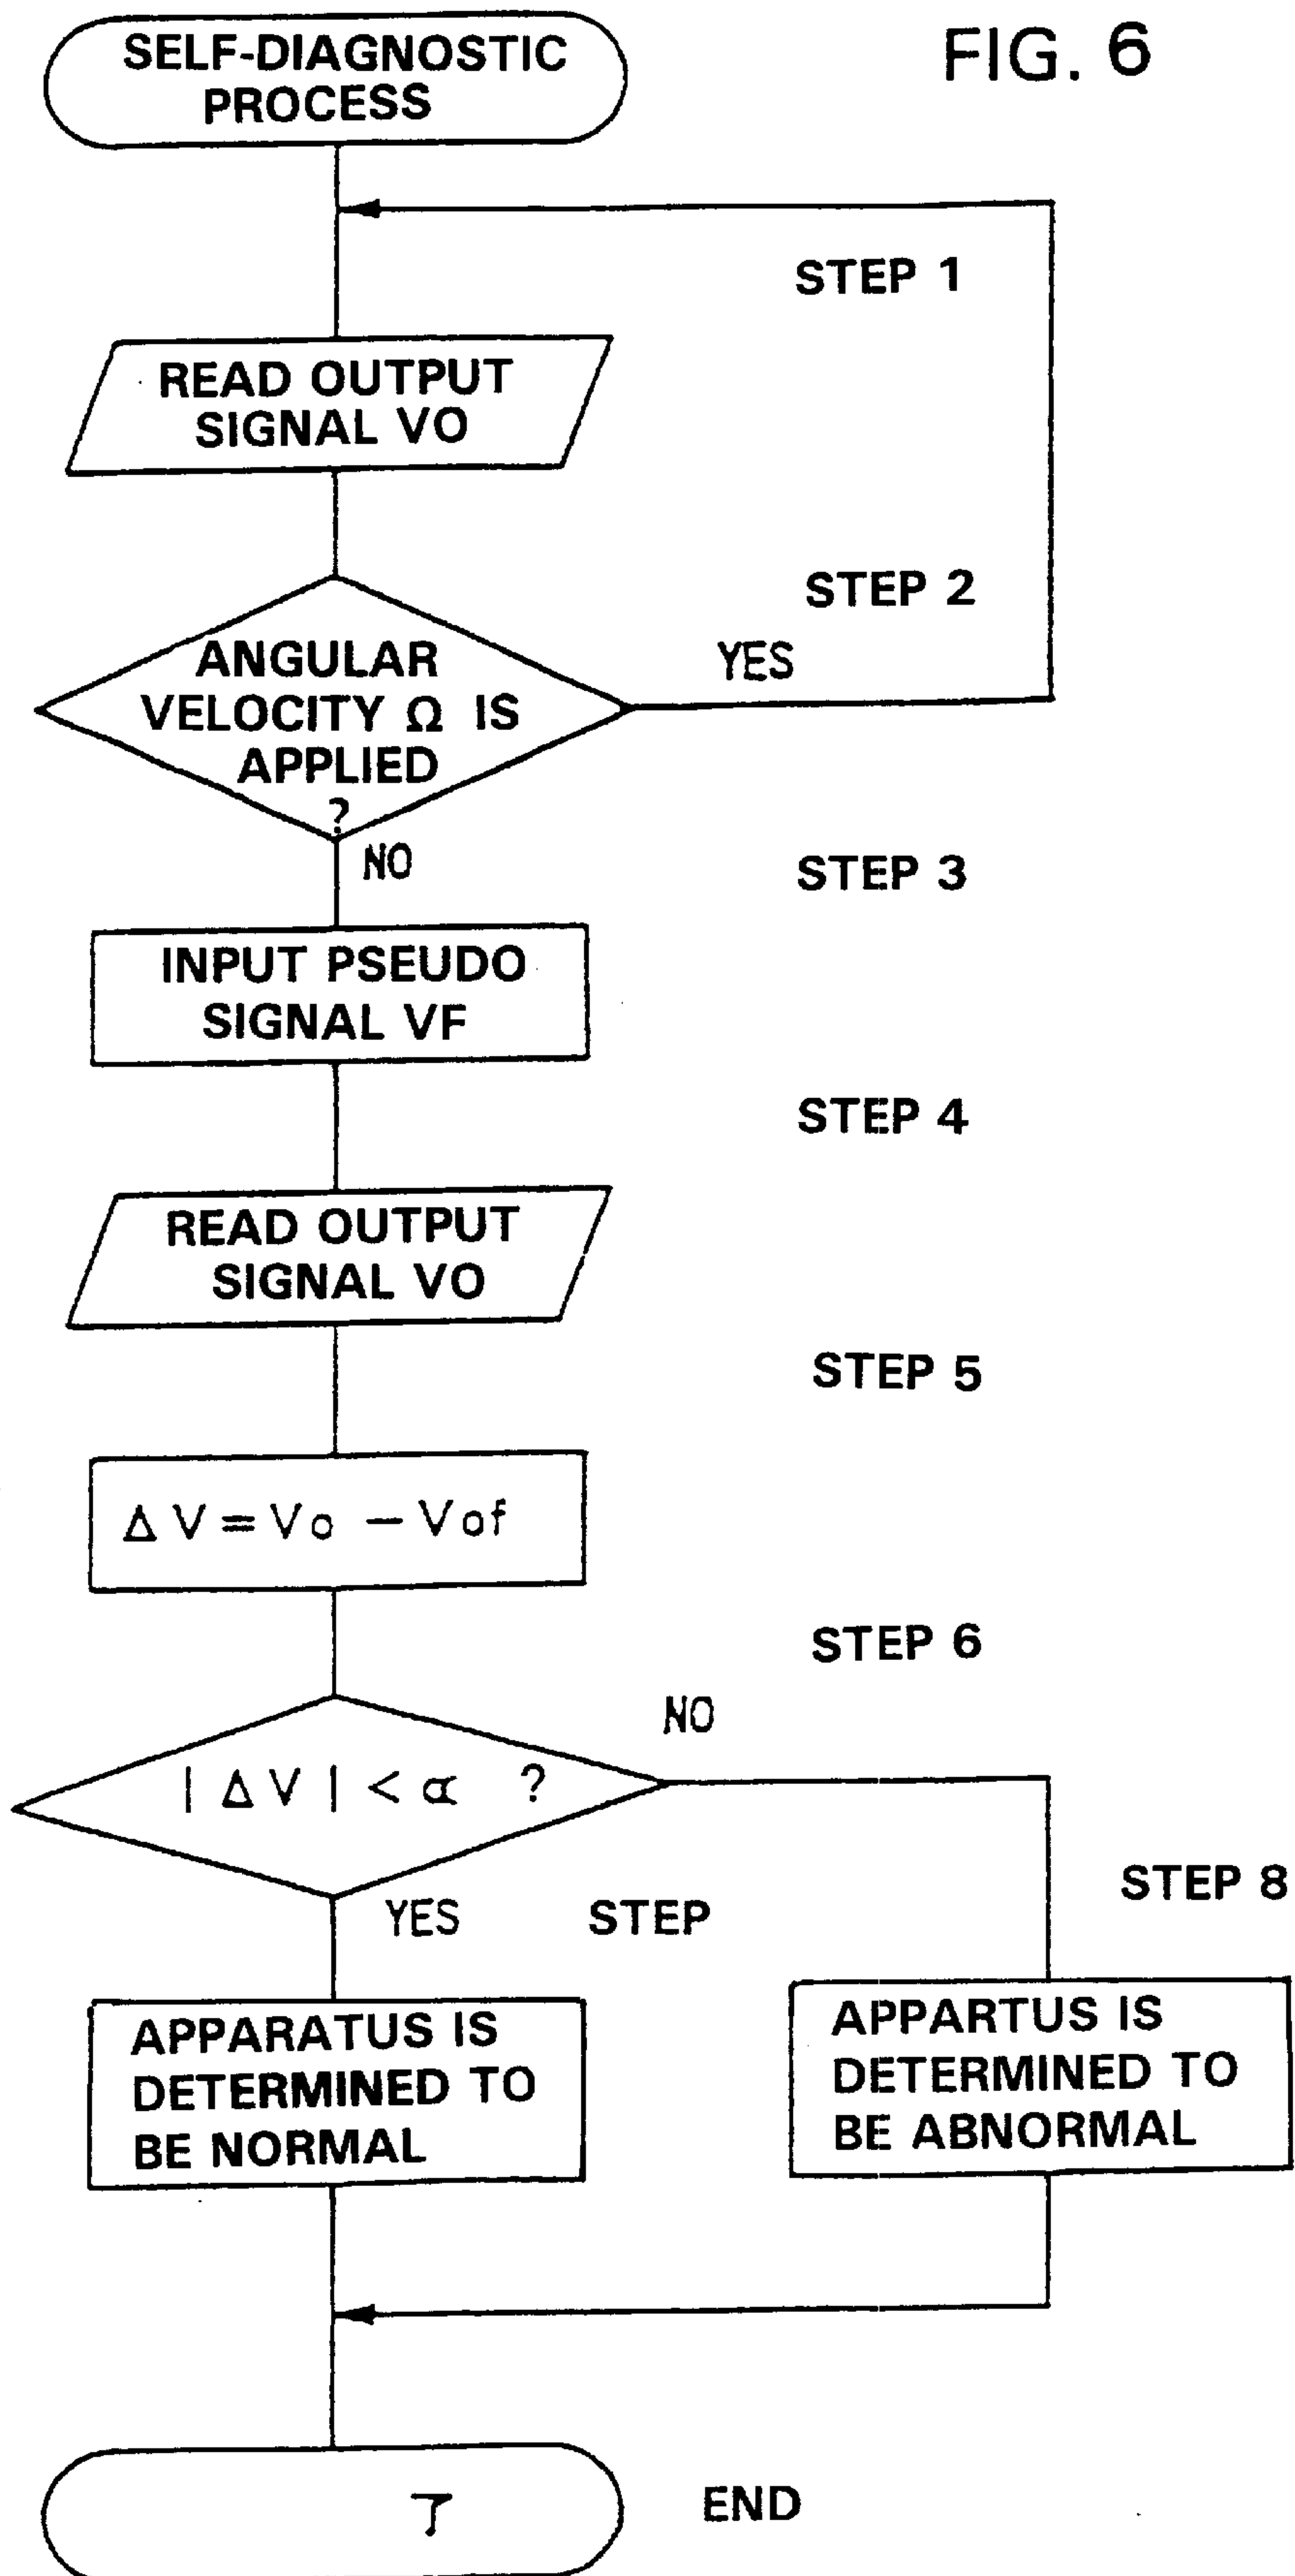 FIG. 6
SELF-DIAGNOSTIC
PROCESS
STEP 1
READ OUTPUT
SIGNAL VO
STEP 2
ANGULAR
VELOCITY Ω IS
APPLIED
?
YES
NO
STEP 3
INPUT PSEUDO
SIGNAL VF
STEP 4
READ OUTPUT
SIGNAL VO
STEP 5
Δ V = Vo - Vof
STEP 6
| Δ V | < α ?
NO
YES
STEP
APPARATUS IS
DETERMINED TO
BE NORMAL
STEP 8
APPARTUS IS
DETERMINED TO
BE ABNORMAL
了
END